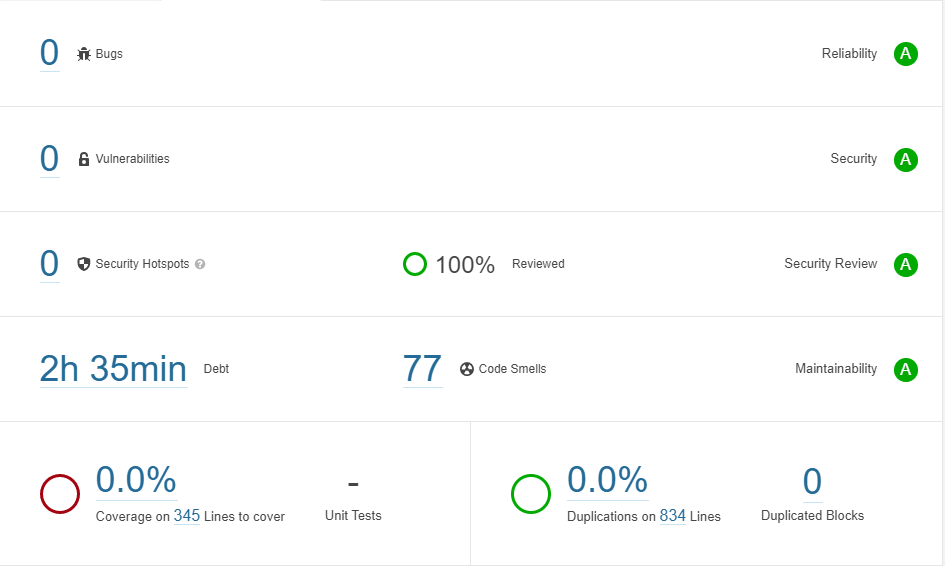 0 Bugs Reliability A
0 Vulnerabilities Security A
0 Security Hotspots ? 100% Reviewed Security Review A
2h 35min Debt 77 Code Smells Maintainability A
0.0% - 0.0% 0
Coverage on 345 Lines to cover Unit Tests Duplications on 834 Lines Duplicated Blocks